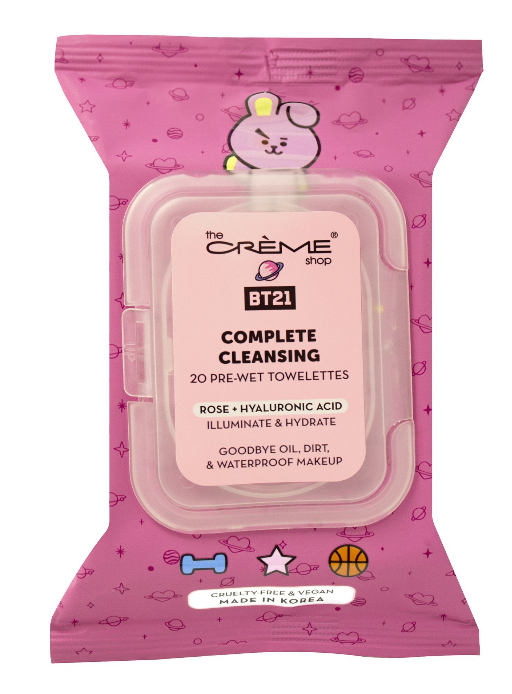 the
CRÈME®
shop
BT21
COMPLETE
CLEANSING
20 PRE-WET TOWELETTES
ROSE + HYALURONIC ACID
ILLUMINATE & HYDRATE
GOODBYE OIL, DIRT,
& WATERPROOF MAKEUP
CRUELTY-FREE & VEGAN
MADE IN KOREA